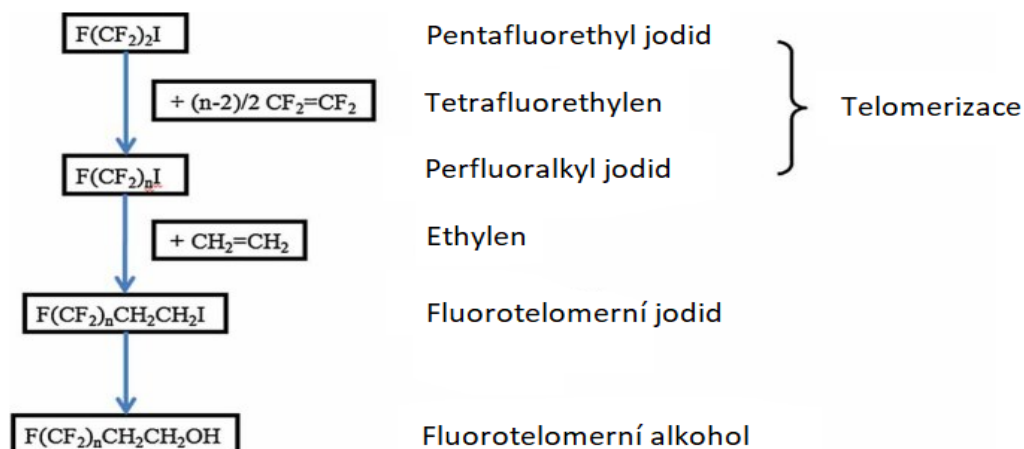 F(CF₂)₂I Pentafluorethyl jodid
+ (n-2)/2 CF₂=CF₂ Tetrafluorethylen
Telomerizace
F(CF₂)ₙI Perfluoralkyl jodid
+ CH₂=CH₂ Ethylen
F(CF₂)ₙCH₂CH₂I Fluorotelomerní jodid
F(CF₂)ₙCH₂CH₂OH Fluorotelomerní alkohol